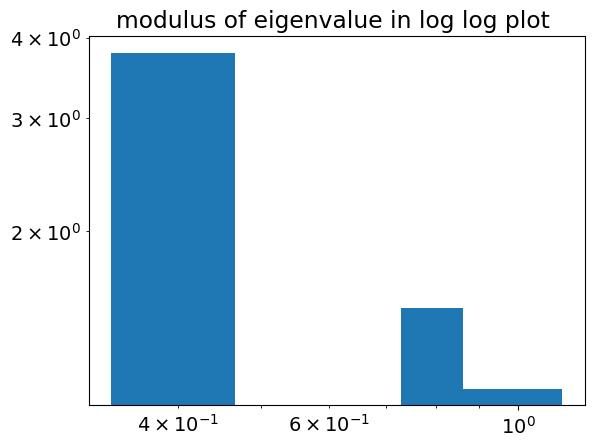 modulus of eigenvalue in log log plot
4 × 10⁰
3 × 10⁰
2 × 10⁰
4 × 10⁻¹
6 × 10⁻¹
10⁰